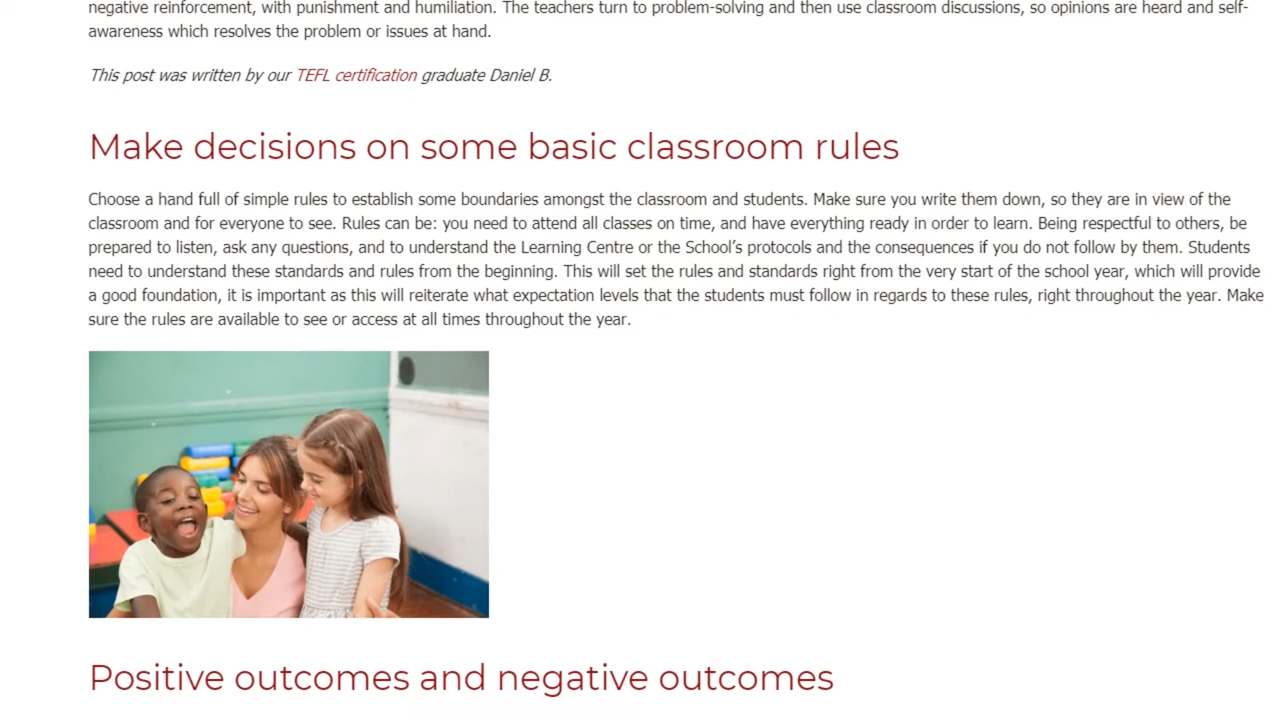 negative reinforcement, with punishment and humiliation. The teachers turn to problem-solving and then use classroom discussions, so opinions are heard and self-
awareness which resolves the problem or issues at hand.
This post was written by our TEFL certification graduate Daniel B.
Make decisions on some basic classroom rules
Choose a hand full of simple rules to establish some boundaries amongst the classroom and students. Make sure you write them down, so they are in view of the
classroom and for everyone to see. Rules can be: you need to attend all classes on time, and have everything ready in order to learn. Being respectful to others, be
prepared to listen, ask any questions, and to understand the Learning Centre or the School’s protocols and the consequences if you do not follow by them. Students
need to understand these standards and rules from the beginning. This will set the rules and standards right from the very start of the school year, which will provide
a good foundation, it is important as this will reiterate what expectation levels that the students must follow in regards to these rules, right throughout the year. Make
sure the rules are available to see or access at all times throughout the year.
Positive outcomes and negative outcomes